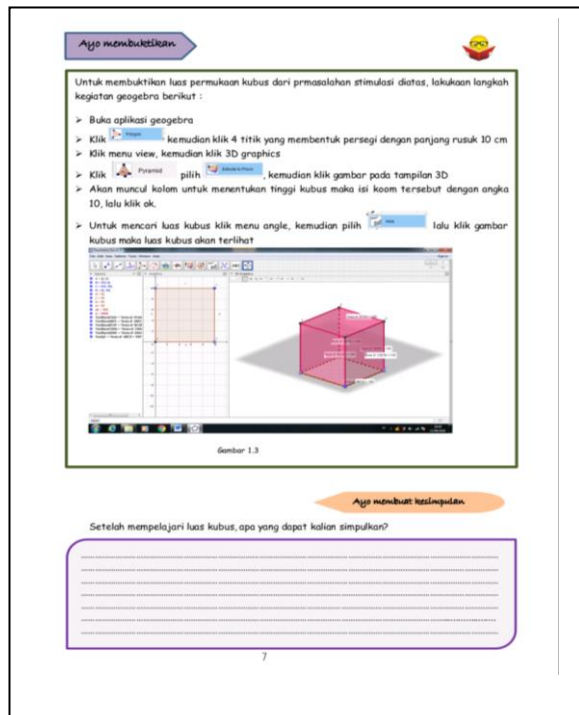 Ayo membuktikan
Untuk membuktikan luas permukaan kubus dari prmasalahan stimulasi diatas, lakukaan langkah
kegiatan geogebra berikut :
➢ Buka aplikasi geogebra
➢ Klik Polygon, kemudian klik 4 titik yang membentuk persegi dengan panjang rusuk 10 cm
➢ Klik menu view, kemudian klik 3D graphics
➢ Klik Pyramid pilih , kemudian klik gambar pada tampilan 3D
➢ Akan muncul kolom untuk menentukan tinggi kubus maka isi koom tersebut dengan angka
10, lalu klik ok.
➢ Untuk mencari luas kubus klik menu angle, kemudian pilih lalu klik gambar
kubus maka luas kubus akan terlihat
Gambar 1.3
Ayo membuat kesimpulan
Setelah mempelajari luas kubus, apa yang dapat kalian simpulkan?
7